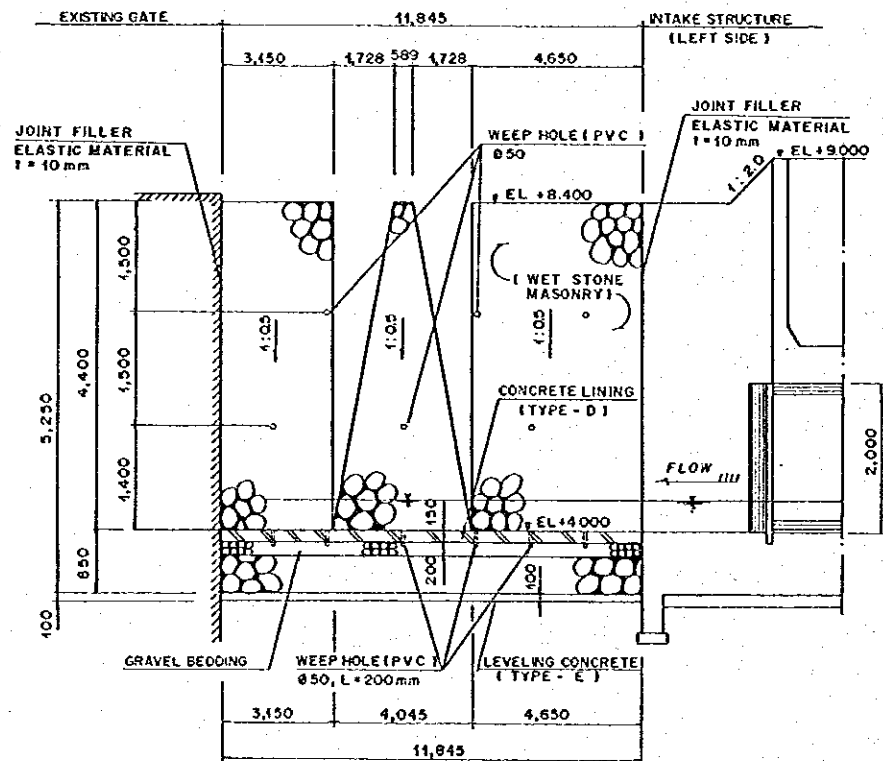 EXISTING GATE
11,845
INTAKE STRUCTURE
(LEFT SIDE)
3,150
1,728
589
1,728
4,650
JOINT FILLER
ELASTIC MATERIAL
t = 10mm
WEEP HOLE (PVC)
Ø50
JOINT FILLER
ELASTIC MATERIAL
t = 10mm
EL +9.000
1:2.0
EL +8.400
(WET STONE
MASONRY)
1,500
1:0.5
1:0.5
1:0.5
4,400
5,250
1,500
CONCRETE LINING
(TYPE - D)
1,400
FLOW
2,000
150
EL +4.000
850
200
100
100
GRAVEL BEDDING
WEEP HOLE (PVC)
Ø50, L = 200mm
LEVELING CONCRETE
(TYPE - E)
3,150
4,045
4,650
11,845